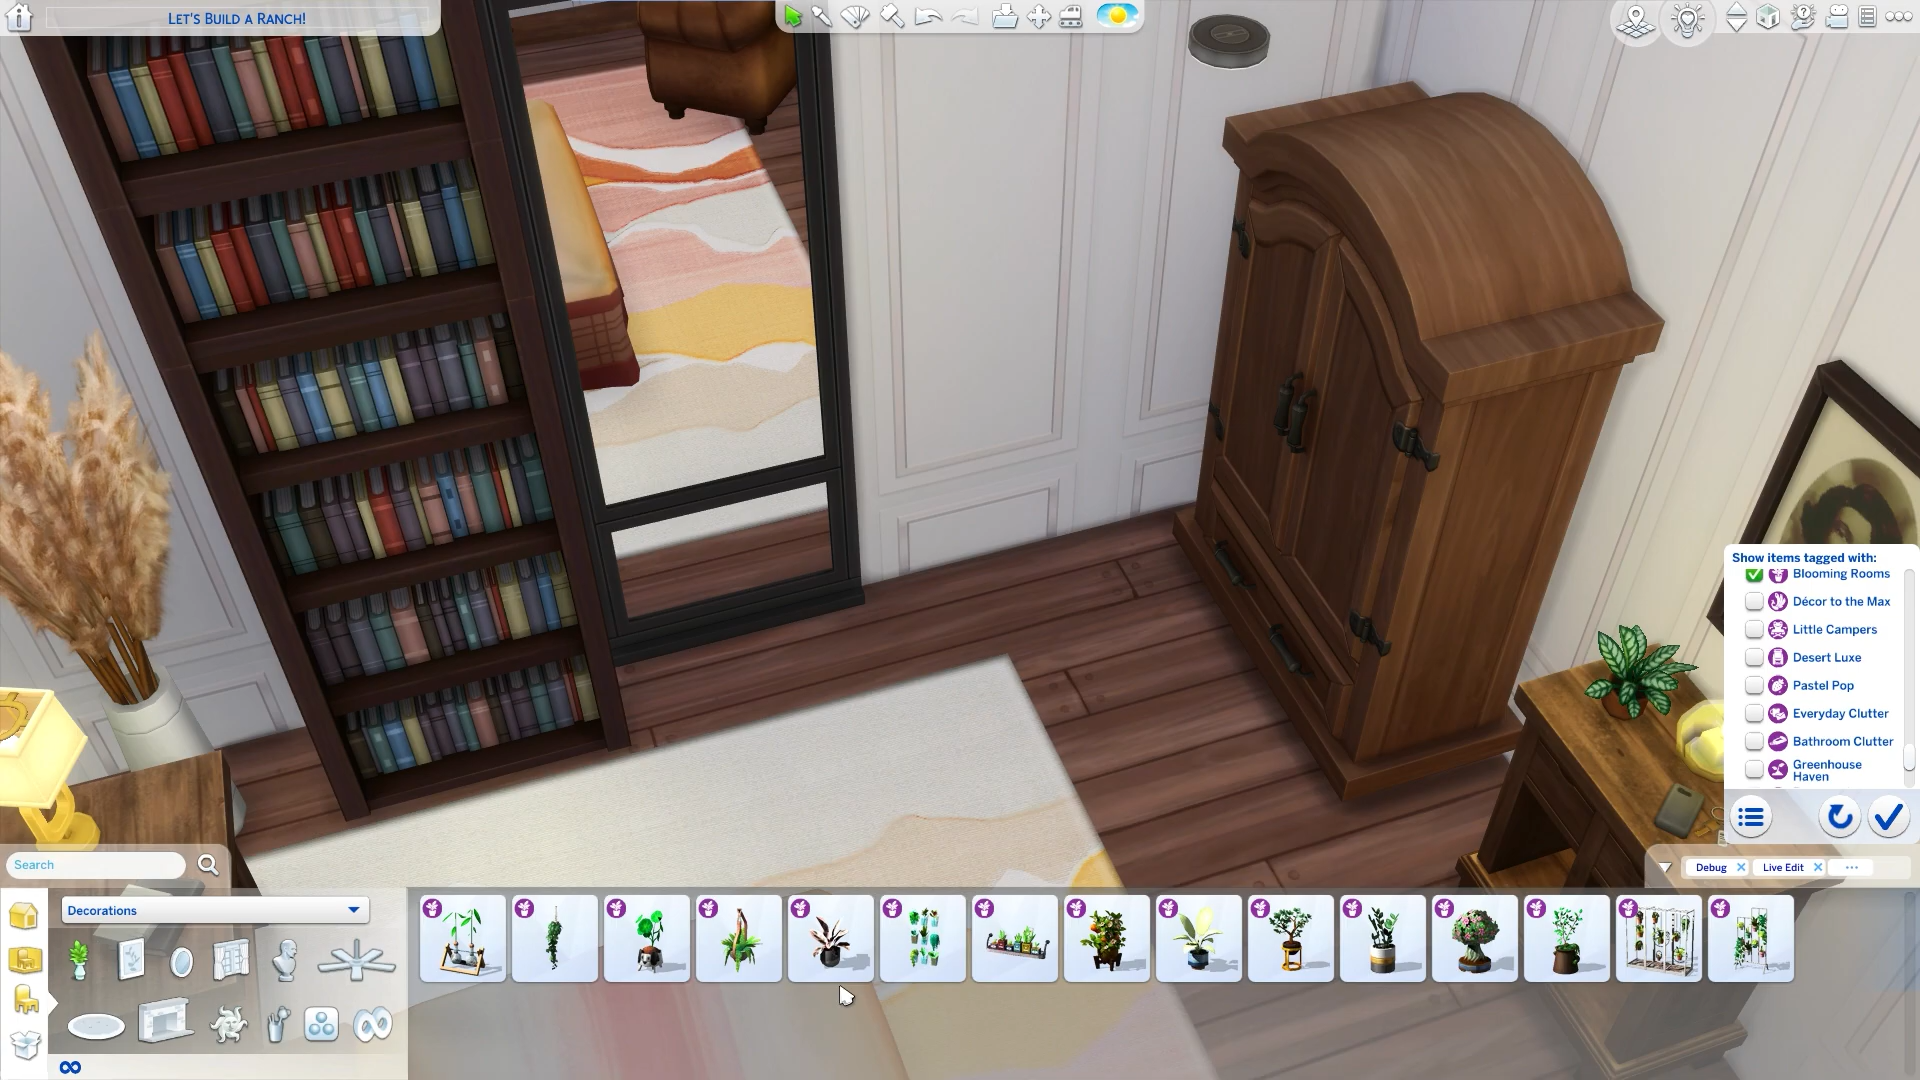 Let's Build a Ranch!
Show items tagged with:
Blooming Rooms
Décor to the Max
Little Campers
Desert Luxe
Pastel Pop
Everyday Clutter
Bathroom Clutter
Greenhouse
Haven
Debug
Live Edit
Search
Decorations